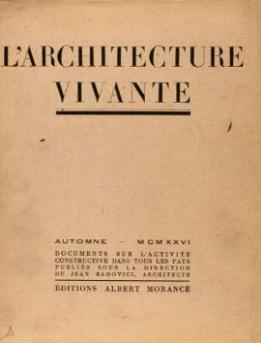 L'ARCHITECTURE
VIVANTE
AUTOMNE – MCMXXVI
DOCUMENTS SUR L'ACTIVITÉ
CONSTRUCTIVE DANS TOUS LES PAYS
PUBLIÉS SOUS LA DIRECTION
DE JEAN BADOVICI, ARCHITECTE
ÉDITIONS ALBERT MORANCÉ